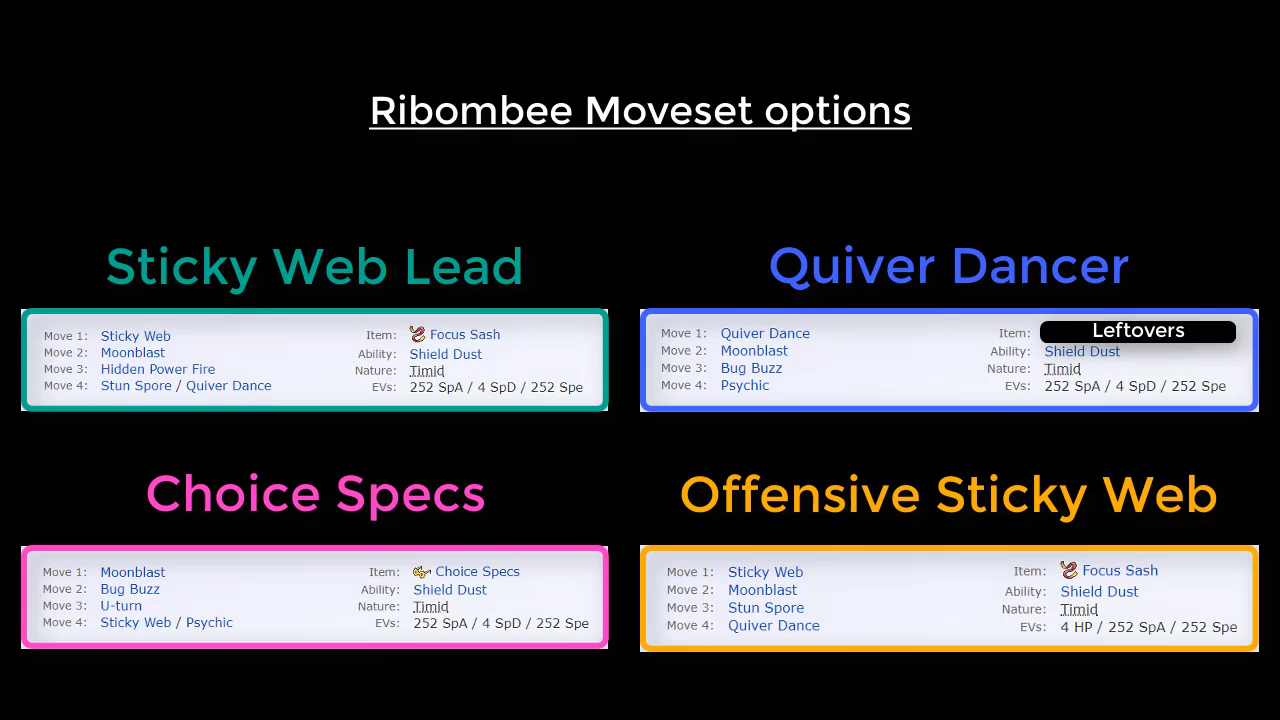 Ribombee Moveset options
Sticky Web Lead
Move 1: Sticky Web
Move 2: Moonblast
Move 3: Hidden Power Fire
Move 4: Stun Spore / Quiver Dance
Item: Focus Sash
Ability: Shield Dust
Nature: Timid
EVs: 252 SpA / 4 SpD / 252 Spe
Quiver Dancer
Move 1: Quiver Dance
Move 2: Moonblast
Move 3: Bug Buzz
Move 4: Psychic
Item: Leftovers
Ability: Shield Dust
Nature: Timid
EVs: 252 SpA / 4 SpD / 252 Spe
Choice Specs
Move 1: Moonblast
Move 2: Bug Buzz
Move 3: U-turn
Move 4: Sticky Web / Psychic
Item: Choice Specs
Ability: Shield Dust
Nature: Timid
EVs: 252 SpA / 4 SpD / 252 Spe
Offensive Sticky Web
Move 1: Sticky Web
Move 2: Moonblast
Move 3: Stun Spore
Move 4: Quiver Dance
Item: Focus Sash
Ability: Shield Dust
Nature: Timid
EVs: 4 HP / 252 SpA / 252 Spe